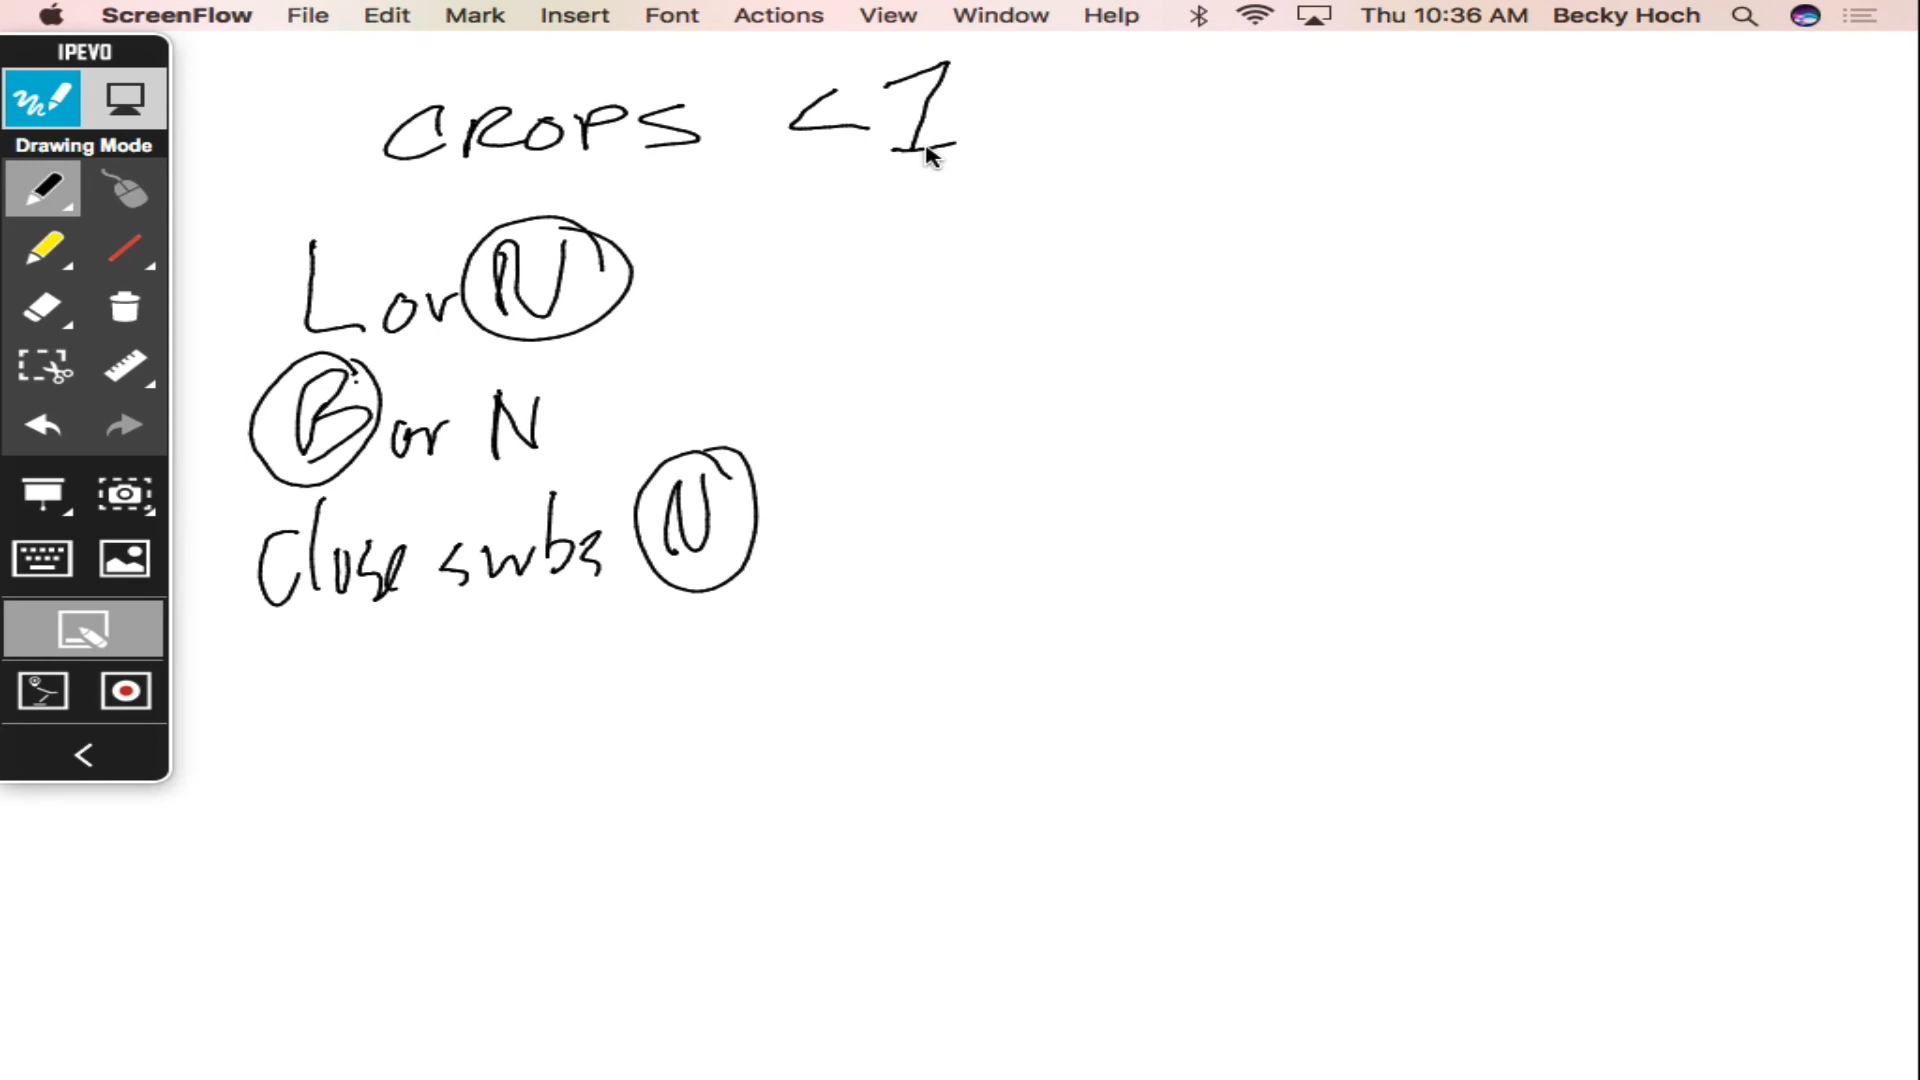 ScreenFlow File Edit Mark Insert Font Actions View Window Help Thu 10:36 AM Becky Hoch
IPEVO
Drawing Mode
CROPS < 1
L or N
B or N
Close subs N